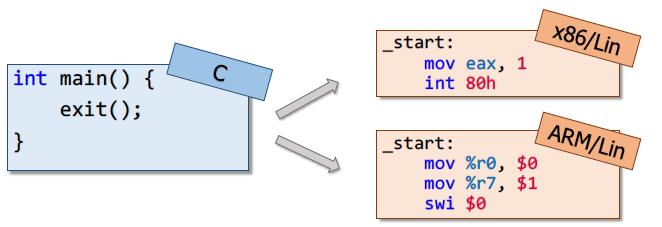 C
int main() {
    exit();
}
x86/Lin
_start:
    mov eax, 1
    int 80h
ARM/Lin
_start:
    mov %r0, $0
    mov %r7, $1
    swi $0